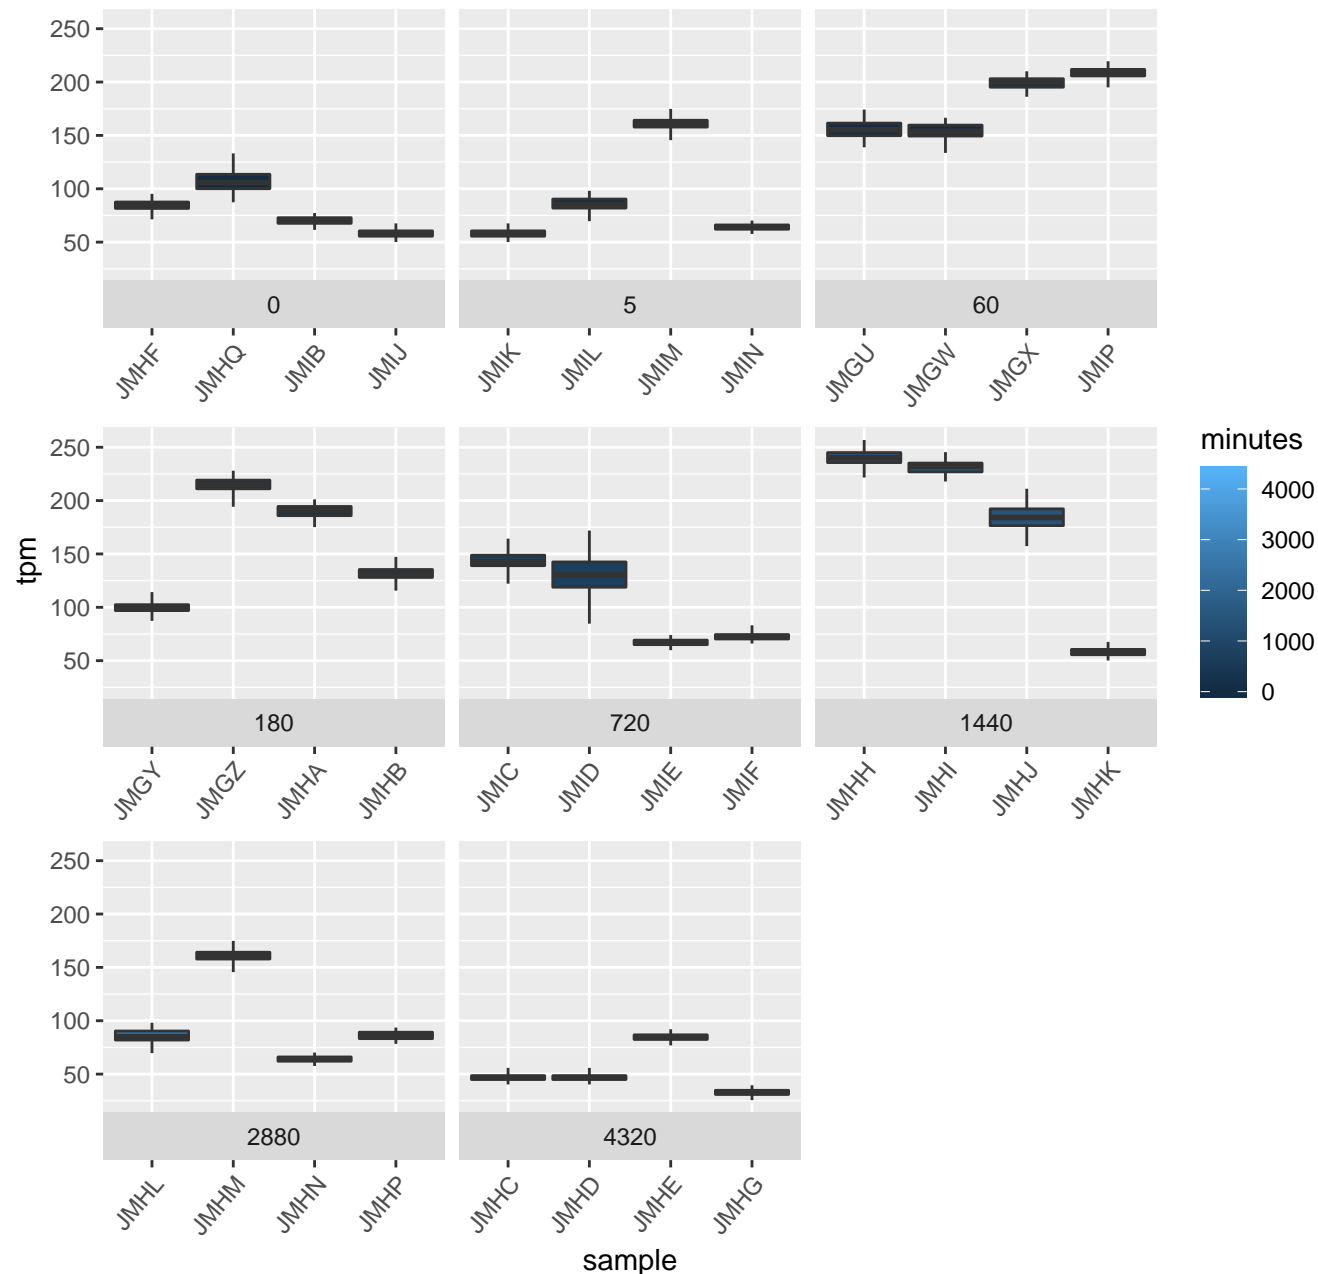 250
200
150
100
50
0 5 60
JMHF JMHQ JMIB JMIJ JMIK JMIL JMIM JMIN JMGU JMGW JMGX JMIP
tpm
250
200
150
100
50
180 720 1440
JMGY JMGZ JMHA JMHB JMIC JMID JMIE JMIF JMHH JMHI JMHJ JMHK
250
200
150
100
50
2880 4320
JMHL JMHM JMHN JMHP JMHC JMHD JMHE JMHG
sample
minutes
4000
3000
2000
1000
0